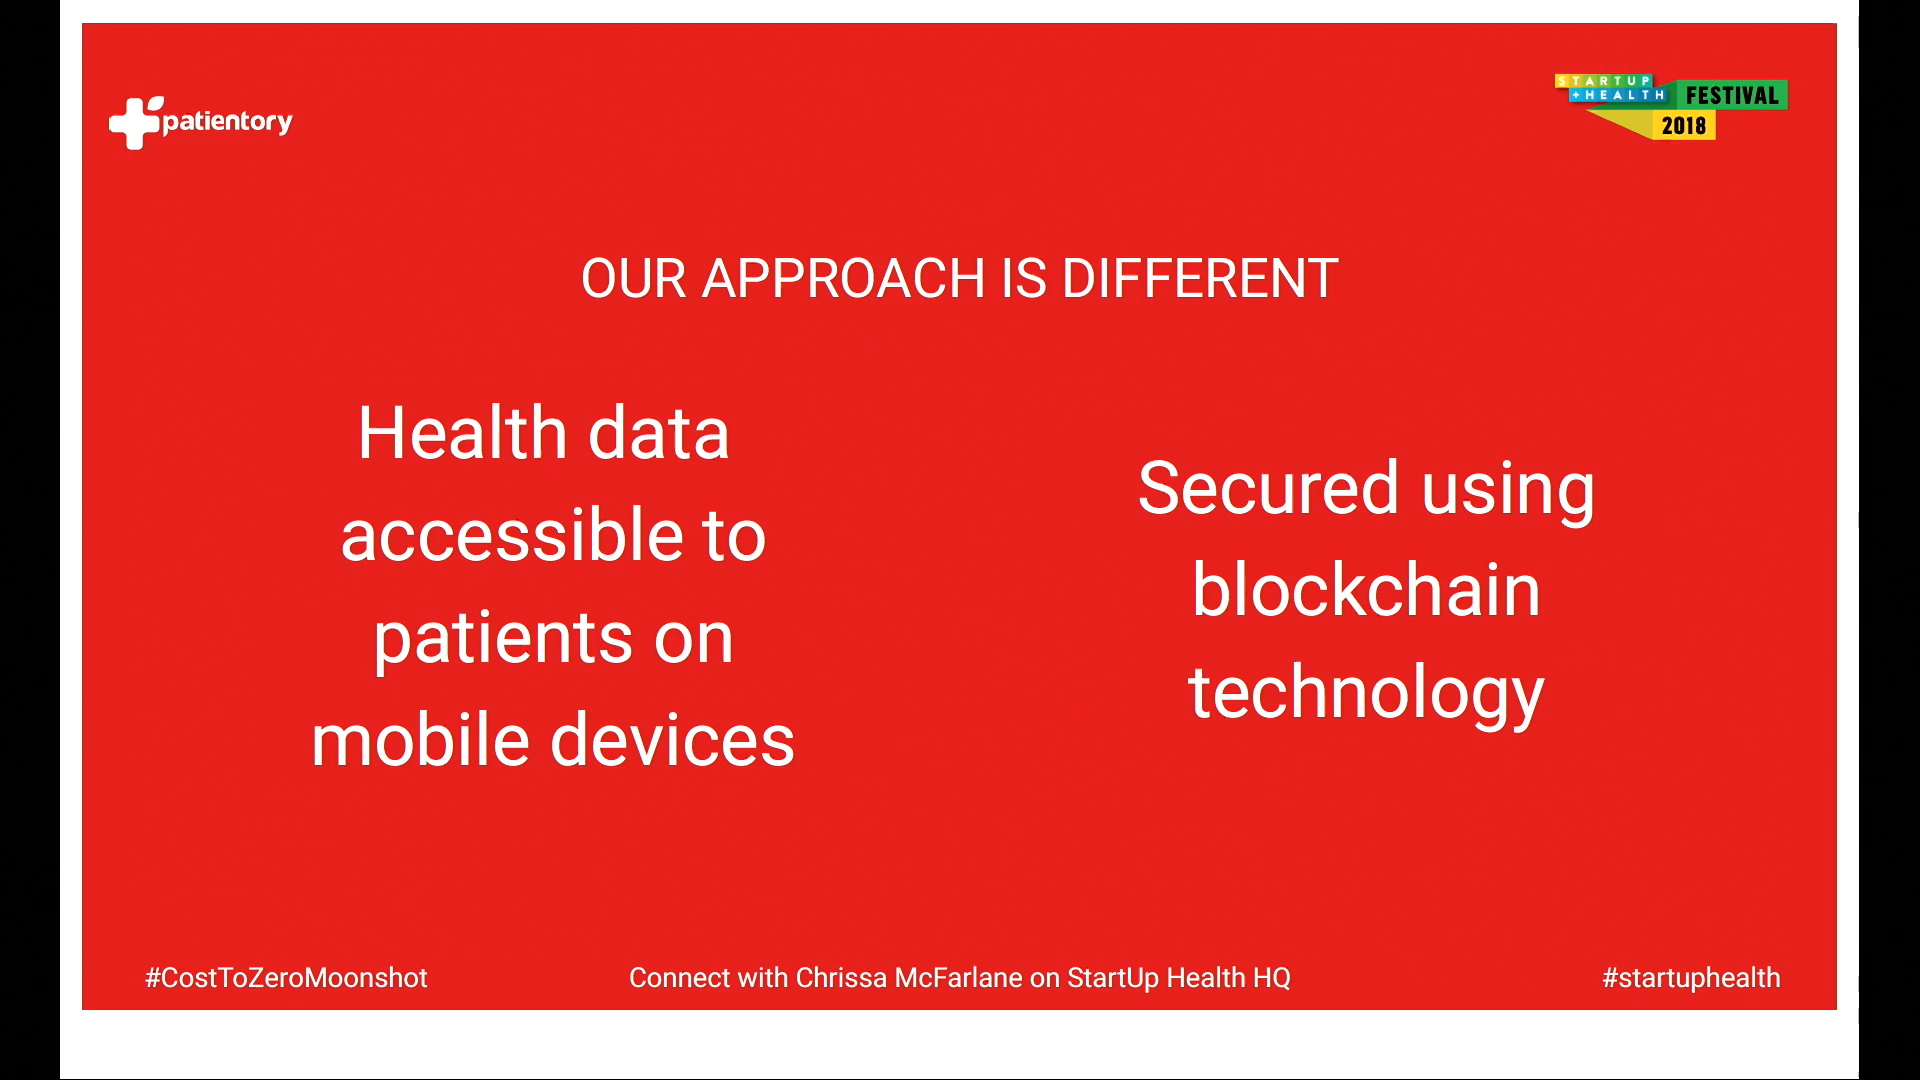 patientory
STARTUP
+HEALTH
FESTIVAL
2018
OUR APPROACH IS DIFFERENT
Health data
accessible to
patients on
mobile devices
Secured using
blockchain
technology
#CostToZeroMoonshot
Connect with Chrissa McFarlane on StartUp Health HQ
#startuphealth